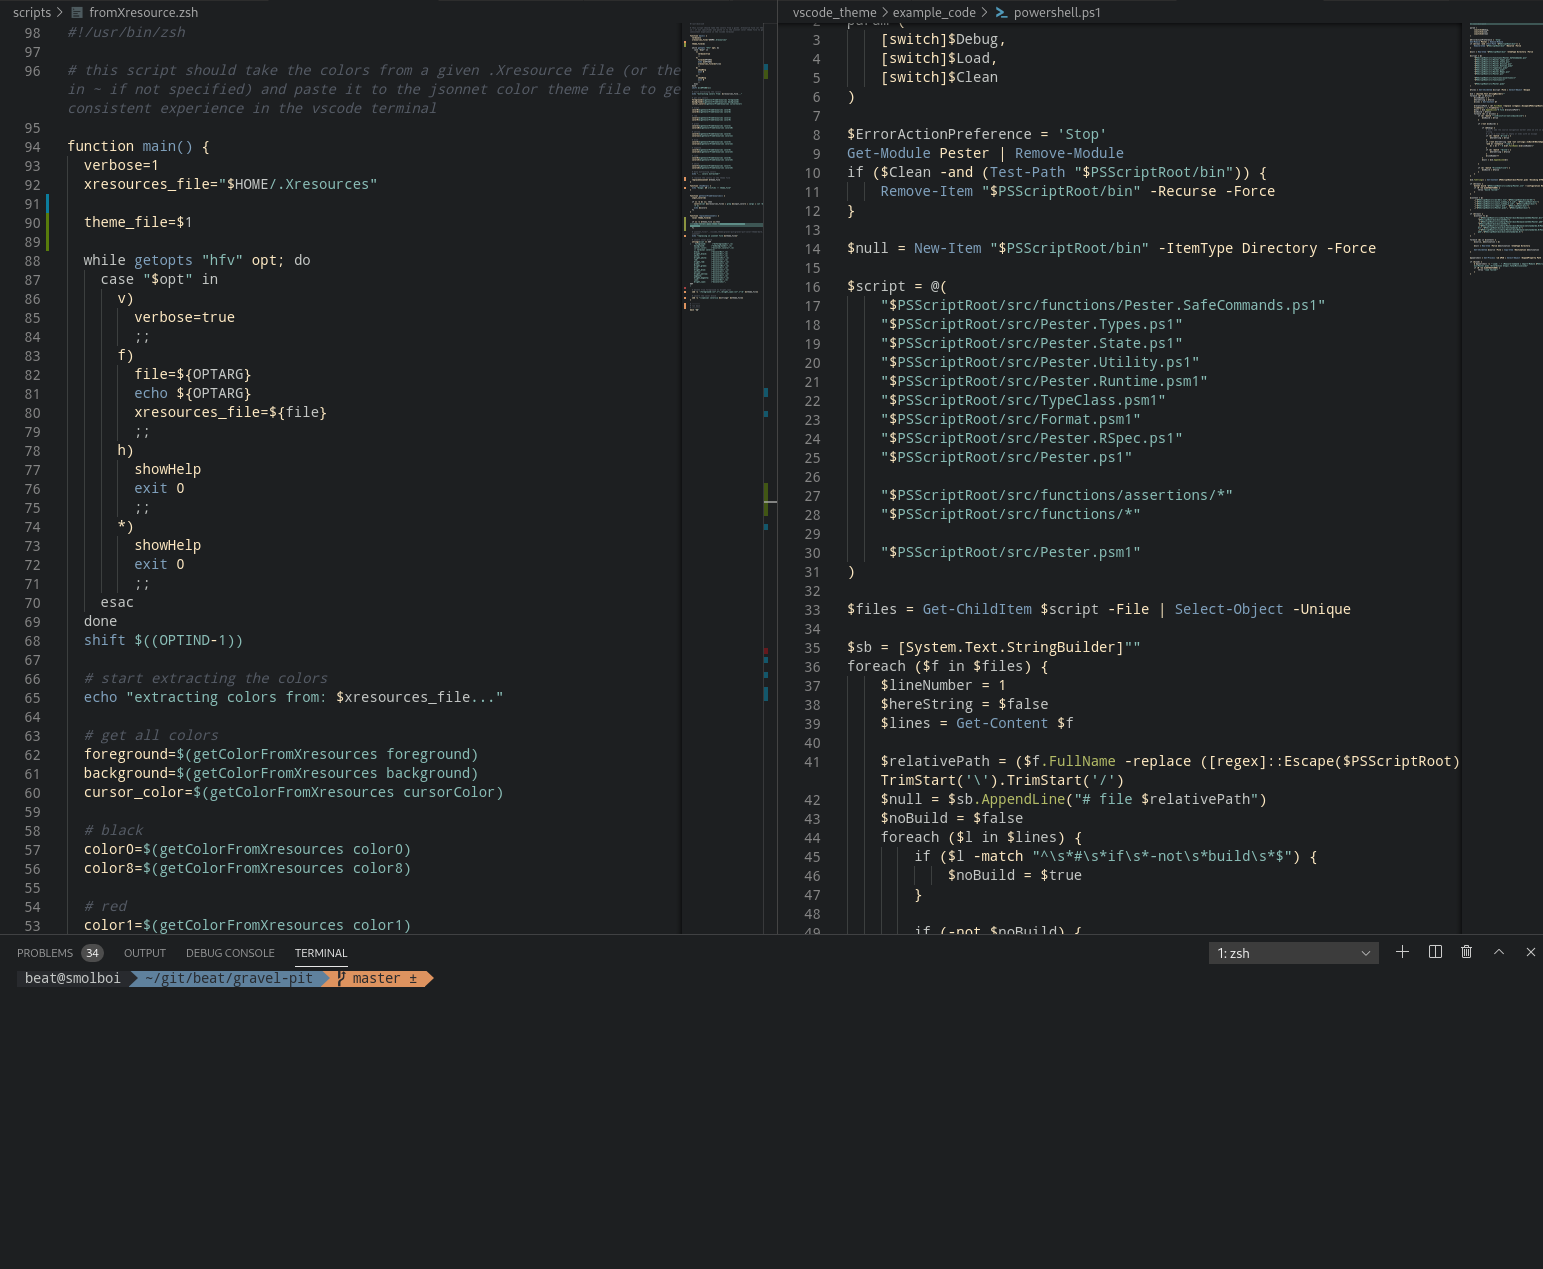 scripts > fromXresource.zsh
98 #!/usr/bin/zsh
97
96 # this script should take the colors from a given .Xresource file (or the
in ~ if not specified) and paste it to the jsonnet color theme file to ge
consistent experience in the vscode terminal
95
94 function main() {
93 verbose=1
92 xresources_file="$HOME/.Xresources"
91
90 theme_file=$1
89
88 while getopts "hfv" opt; do
87 case "$opt" in
86 v)
85 verbose=true
84 ;;
83 f)
82 file=${OPTARG}
81 echo ${OPTARG}
80 xresources_file=${file}
79 ;;
78 h)
77 showHelp
76 exit 0
75 ;;
74 *)
73 showHelp
72 exit 0
71 ;;
70 esac
69 done
68 shift $((OPTIND-1))
67
66 # start extracting the colors
65 echo "extracting colors from: $xresources_file..."
64
63 # get all colors
62 foreground=$(getColorFromXresources foreground)
61 background=$(getColorFromXresources background)
60 cursor_color=$(getColorFromXresources cursorColor)
59
58 # black
57 color0=$(getColorFromXresources color0)
56 color8=$(getColorFromXresources color8)
55
54 # red
53 color1=$(getColorFromXresources color1)
vscode_theme > example_code > powershell.ps1
2 param (
3 [switch]$Debug,
4 [switch]$Load,
5 [switch]$Clean
6 )
7
8 $ErrorActionPreference = 'Stop'
9 Get-Module Pester | Remove-Module
10 if ($Clean -and (Test-Path "$PSScriptRoot/bin")) {
11 Remove-Item "$PSScriptRoot/bin" -Recurse -Force
12 }
13
14 $null = New-Item "$PSScriptRoot/bin" -ItemType Directory -Force
15
16 $script = @(
17 "$PSScriptRoot/src/functions/Pester.SafeCommands.ps1"
18 "$PSScriptRoot/src/Pester.Types.ps1"
19 "$PSScriptRoot/src/Pester.State.ps1"
20 "$PSScriptRoot/src/Pester.Utility.ps1"
21 "$PSScriptRoot/src/Pester.Runtime.psm1"
22 "$PSScriptRoot/src/TypeClass.psm1"
23 "$PSScriptRoot/src/Format.psm1"
24 "$PSScriptRoot/src/Pester.RSpec.ps1"
25 "$PSScriptRoot/src/Pester.ps1"
26
27 "$PSScriptRoot/src/functions/assertions/*"
28 "$PSScriptRoot/src/functions/*"
29
30 "$PSScriptRoot/src/Pester.psm1"
31 )
32
33 $files = Get-ChildItem $script -File | Select-Object -Unique
34
35 $sb = [System.Text.StringBuilder]""
36 foreach ($f in $files) {
37 $lineNumber = 1
38 $hereString = $false
39 $lines = Get-Content $f
40
41 $relativePath = ($f.FullName -replace ([regex]::Escape($PSScriptRoot)
TrimStart('\').TrimStart('/')
42 $null = $sb.AppendLine("# file $relativePath")
43 $noBuild = $false
44 foreach ($l in $lines) {
45 if ($l -match "^\s*#\s*if\s*-not\s*build\s*$") {
46 $noBuild = $true
47 }
48
49 if (-not $noBuild) {
PROBLEMS 34 OUTPUT DEBUG CONSOLE TERMINAL 1: zsh
beat@smolboi ~/git/beat/gravel-pit master ±